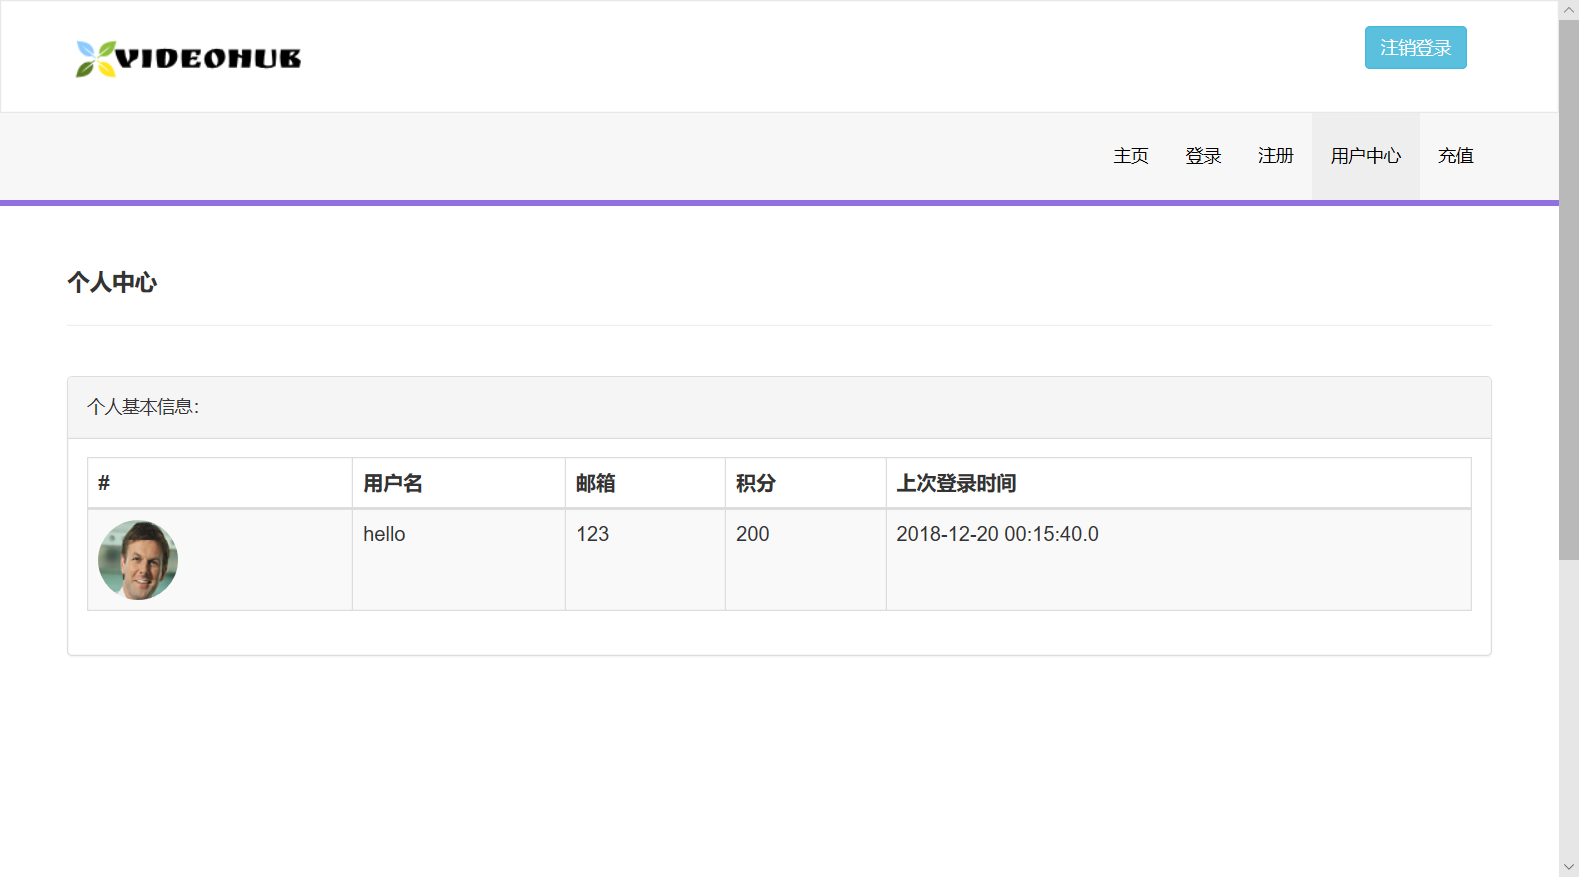 VIDEOHUB
注销登录
主页 登录 注册 用户中心 充值
个人中心
个人基本信息：
# 用户名 邮箱 积分 上次登录时间
hello 123 200 2018-12-20 00:15:40.0